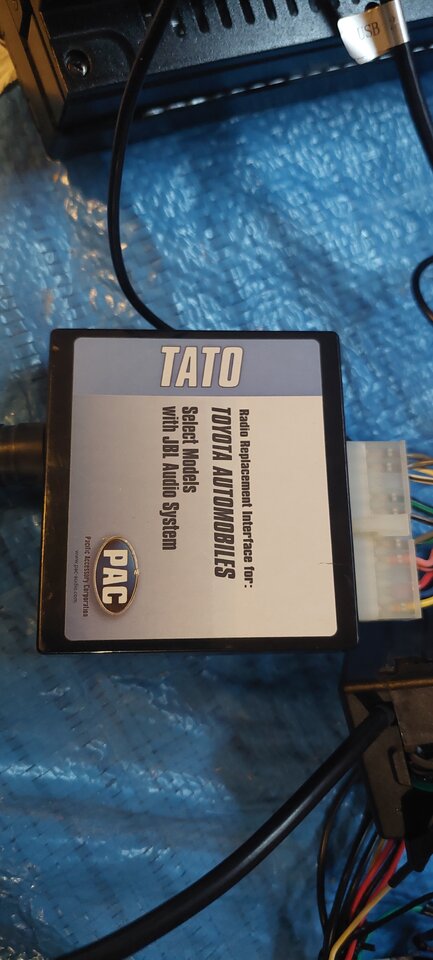 USB
TATO
Radio Replacement Interface for:
TOYOTA AUTOMOBILES
Select Models
with JBL Audio System
PAC
Pacific Accessory Corporation
www.pac-audio.com